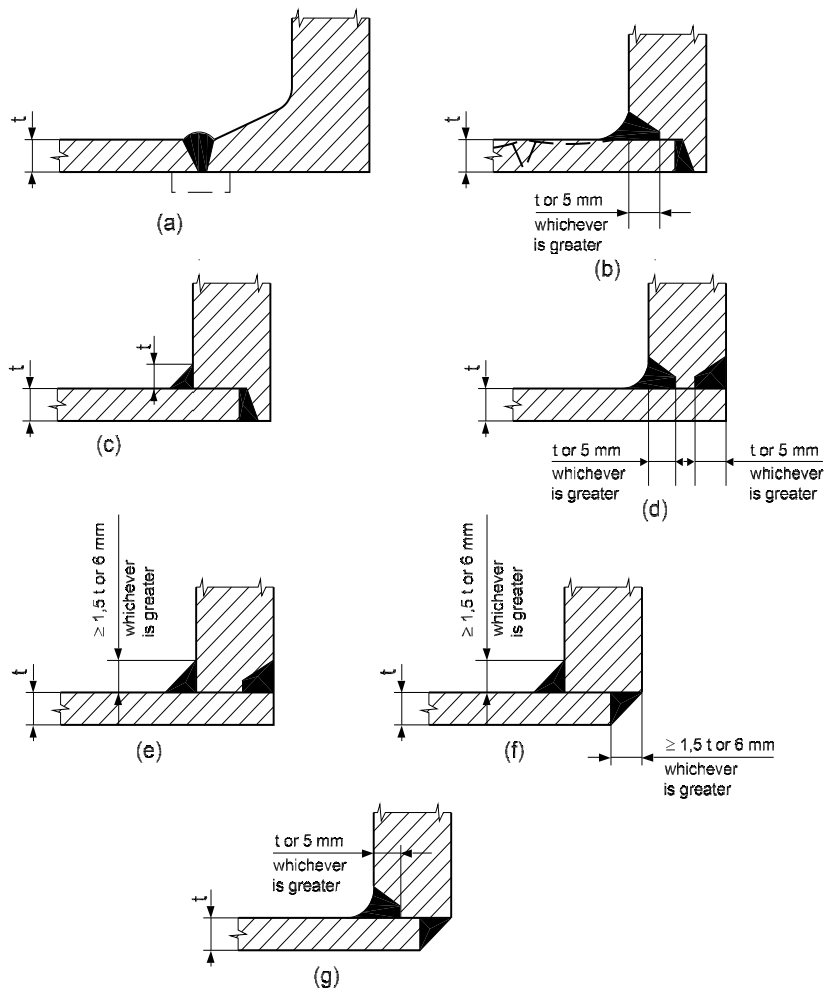 t
(a)
t
t or 5 mm
whichever
is greater
(b)
t
t
(c)
t
t or 5 mm
whichever
is greater
t or 5 mm
whichever
is greater
(d)
≥ 1,5 t or 6 mm
whichever
is greater
t
(e)
≥ 1,5 t or 6 mm
whichever
is greater
t
(f)
≥ 1,5 t or 6 mm
whichever
is greater
t or 5 mm
whichever
is greater
t
(g)